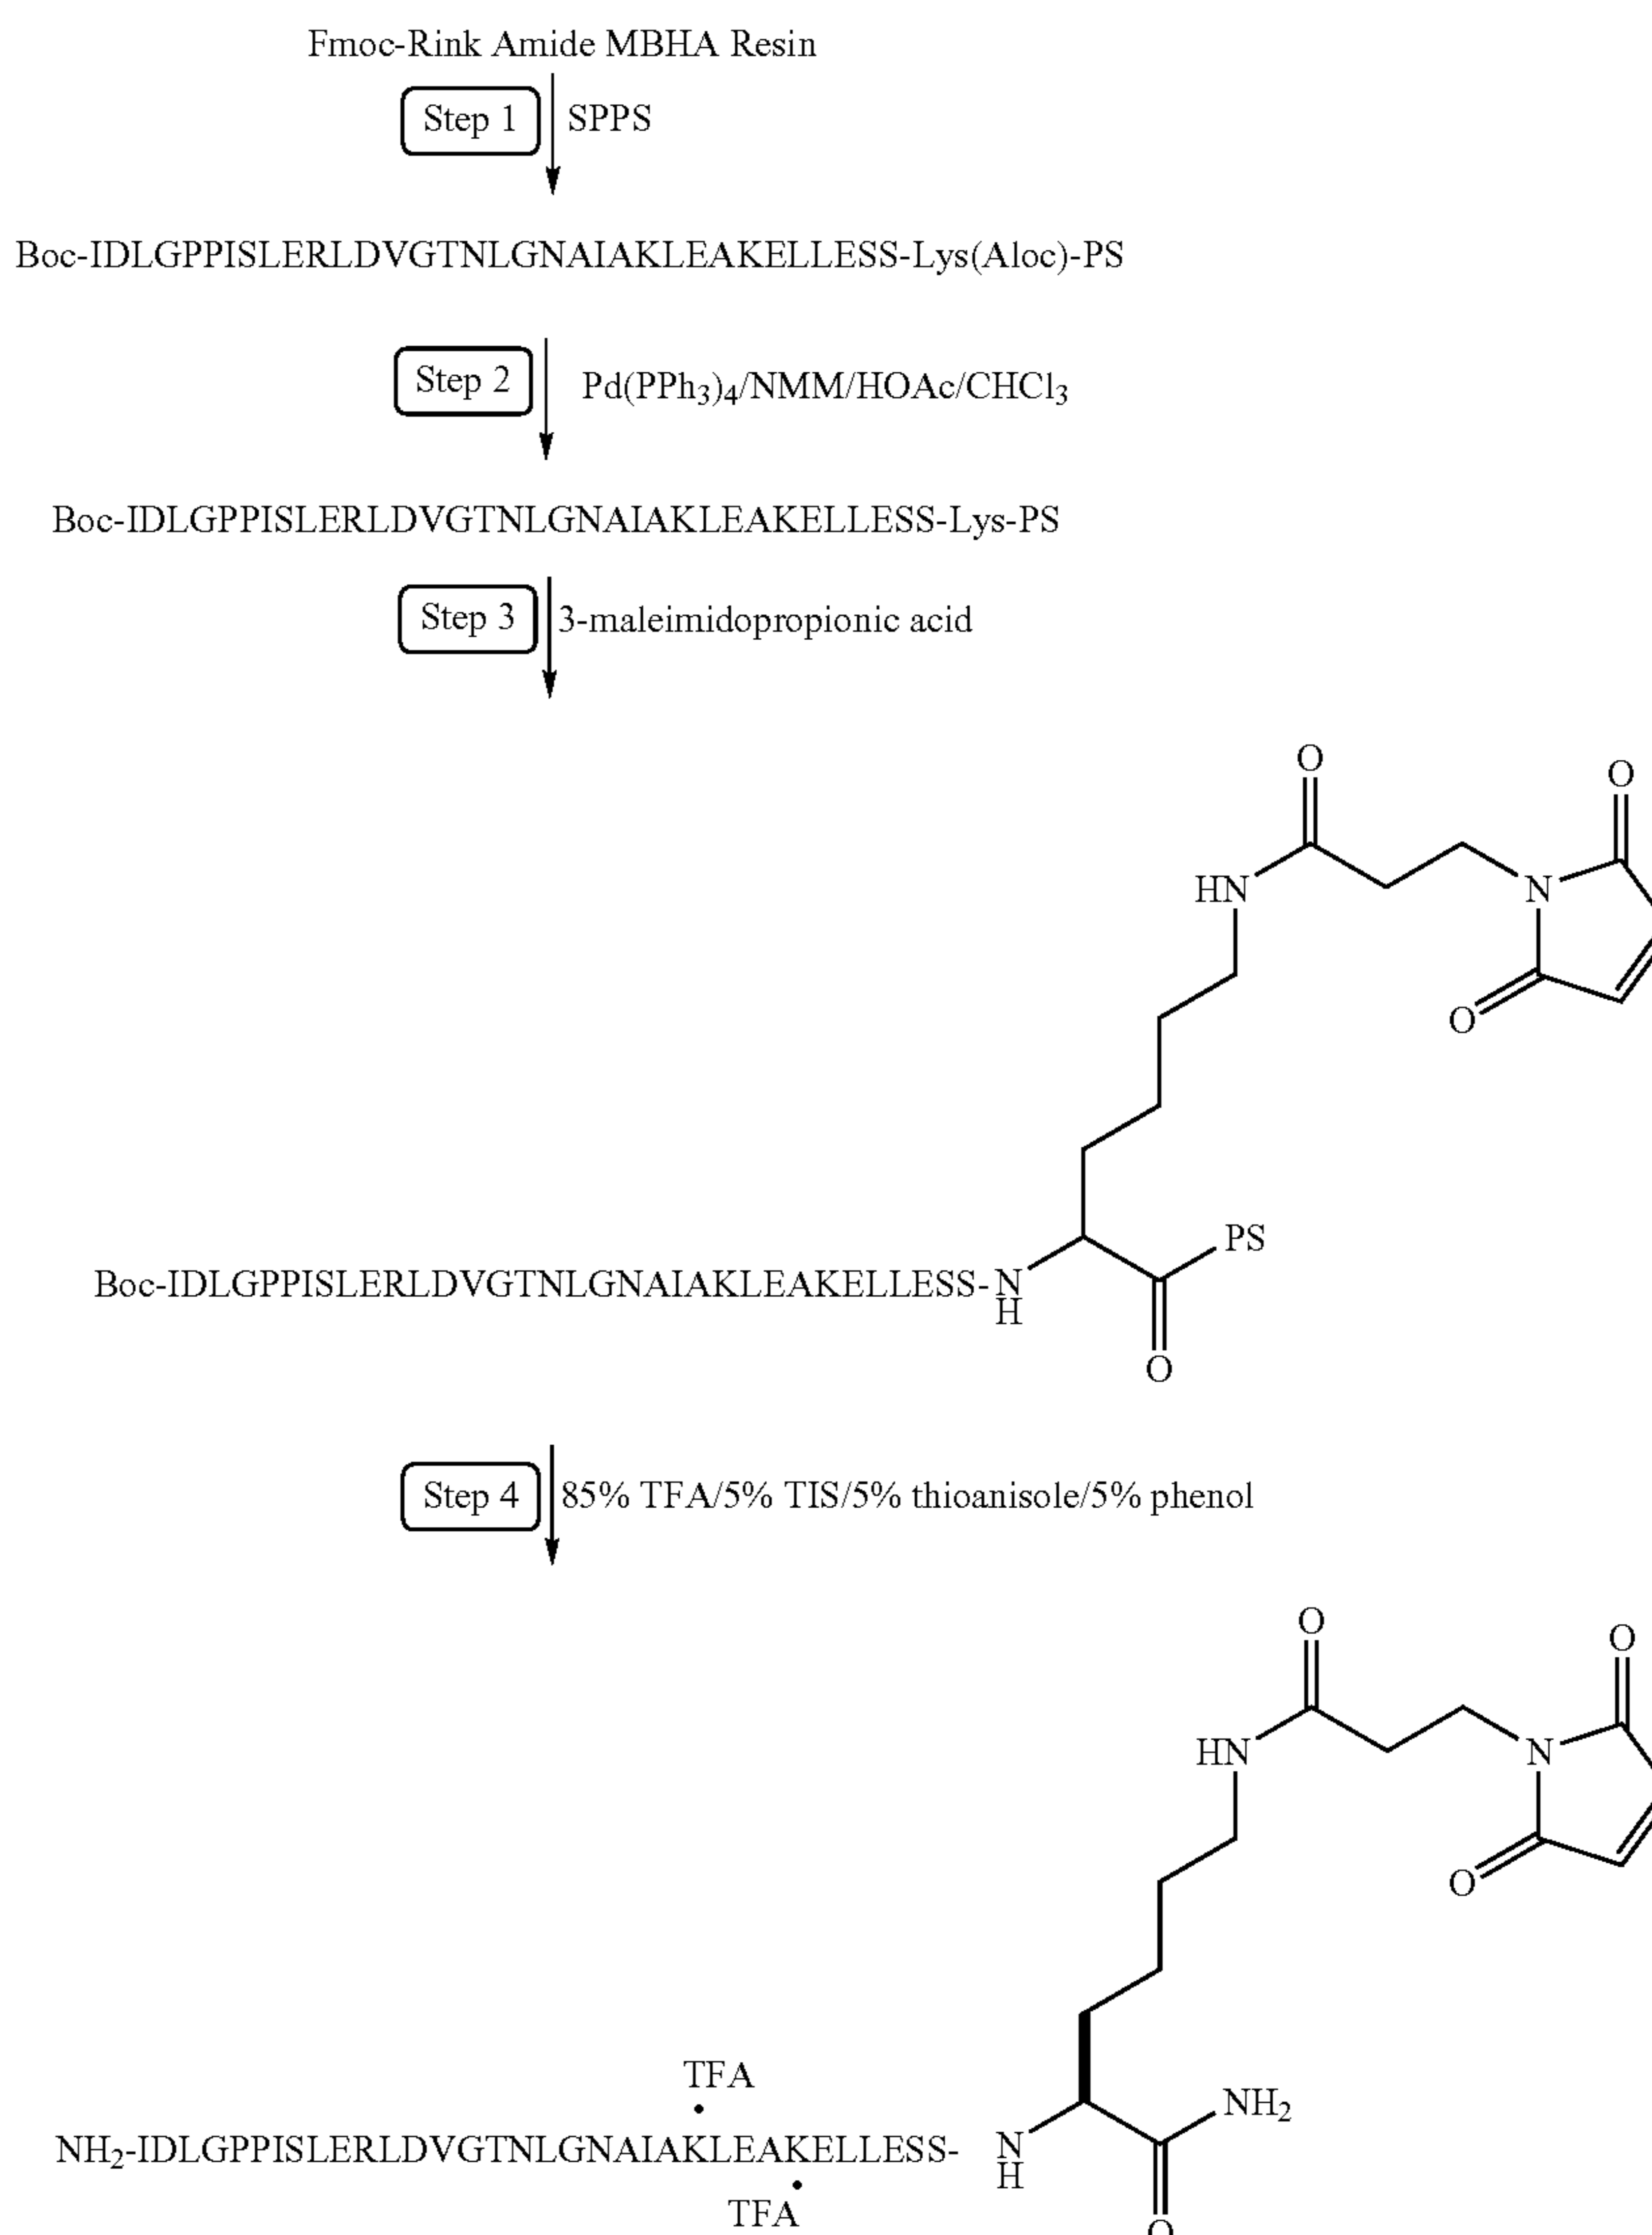 Fmoc-Rink Amide MBHA Resin
Step 1 SPPS
Boc-IDLGPPISLERLDVGTNLGNAIAKLEAKELLESS-Lys(Aloc)-PS
Step 2 Pd(PPh3)4/NMM/HOAc/CHCl3
Boc-IDLGPPISLERLDVGTNLGNAIAKLEAKELLESS-Lys-PS
Step 3 3-maleimidopropionic acid
O
O
HN
N
O
PS
Boc-IDLGPPISLERLDVGTNLGNAIAKLEAKELLESS-N
H
O
Step 4 85% TFA/5% TIS/5% thioanisole/5% phenol
O
O
HN
N
O
TFA
•
NH2
NH2-IDLGPPISLERLDVGTNLGNAIAKLEAKELLESS- N
H
•
TFA
O